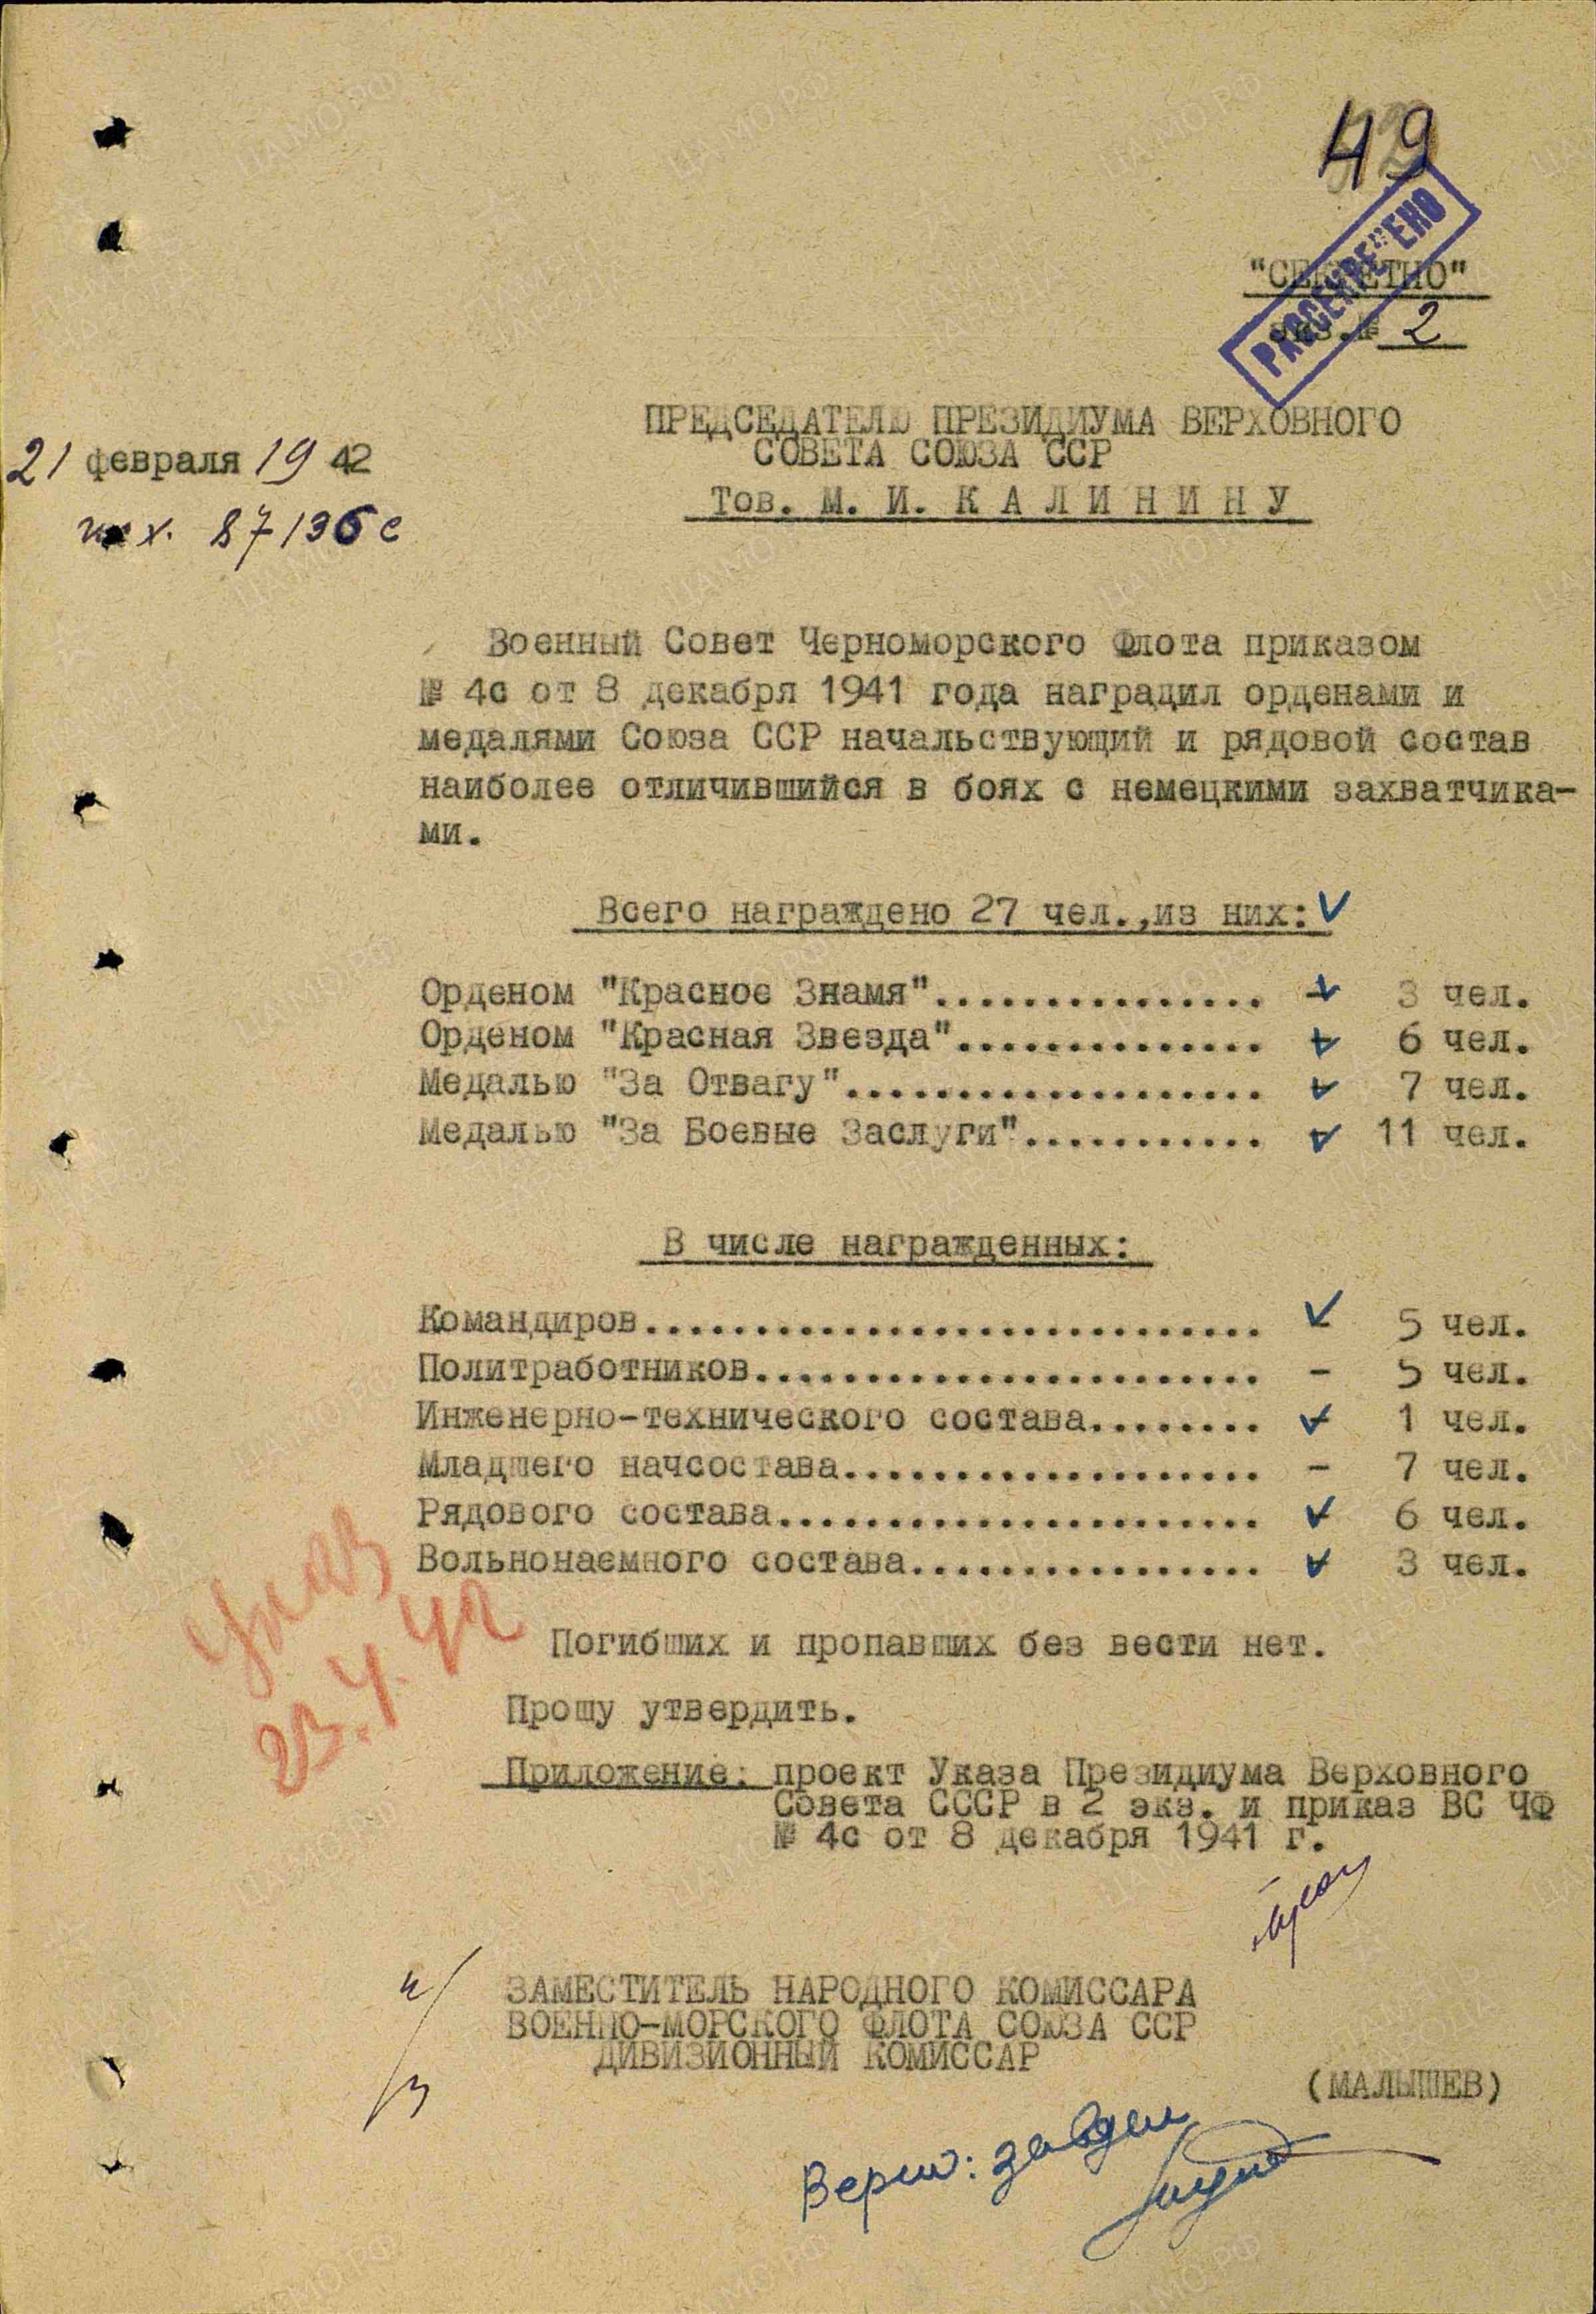 49
"СЕКРЕТНО"
РАССЕКРЕЧЕНО
Экз.№ 2
ПРЕДСЕДАТЕЛЮ ПРЕЗИДИУМА ВЕРХОВНОГО
СОВЕТА СОЮЗА ССР
Тов. М. И. К А Л И Н И Н У
21 февраля 19 42
исх. 87136с
Военный Совет Черноморского Флота приказом
№ 4с от 8 декабря 1941 года наградил орденами и
медалями Союза ССР начальствующий и рядовой состав
наиболее отличившийся в боях с немецкими захватчика-
ми.
Всего награждено 27 чел.,из них:
Орденом "Красное Знамя"............... 3 чел.
Орденом "Красная Звезда".............. 6 чел.
Медалью "За Отвагу"................... 7 чел.
Медалью "За Боевые Заслуги"........... 11 чел.
В числе награжденных:
Командиров............................ 5 чел.
Политработников....................... - 5 чел.
Инженерно-технического состава........ 1 чел.
Младшего начсостава................... - 7 чел.
Рядового состава...................... 6 чел.
Вольнонаемного состава................ 3 чел.
Указ
23.4.42
Погибших и пропавших без вести нет.
Прошу утвердить.
Приложение: проект Указа Президиума Верховного
Совета СССР в 2 экз. и приказ ВС ЧФ
№ 4с от 8 декабря 1941 г.
п/п
ЗАМЕСТИТЕЛЬ НАРОДНОГО КОМИССАРА
ВОЕННО-МОРСКОГО ФЛОТА СОЮЗА ССР
ДИВИЗИОННЫЙ КОМИССАР
(МАЛЫШЕВ)
Верно: